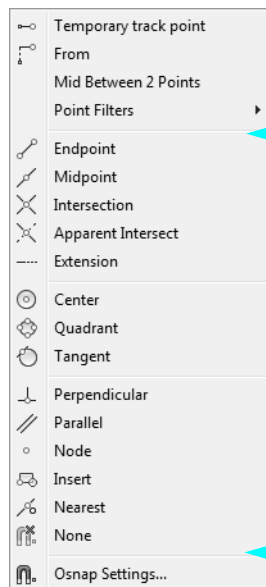 Temporary track point
From
Mid Between 2 Points
Point Filters
Endpoint
Midpoint
Intersection
Apparent Intersect
Extension
Center
Quadrant
Tangent
Perpendicular
Parallel
Node
Insert
Nearest
None
Osnap Settings...